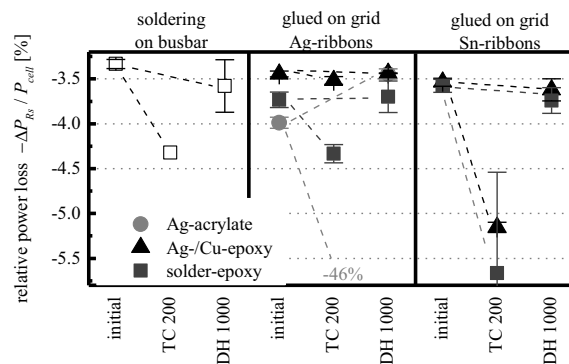 soldering
on busbar
glued on grid
Ag-ribbons
glued on grid
Sn-ribbons
relative power loss −ΔP_Rs / P_cell [%]
-3.5
-4.0
-4.5
-5.0
-5.5
Ag-acrylate
Ag-/Cu-epoxy
solder-epoxy
-46%
initial
TC 200
DH 1000
initial
TC 200
DH 1000
initial
TC 200
DH 1000